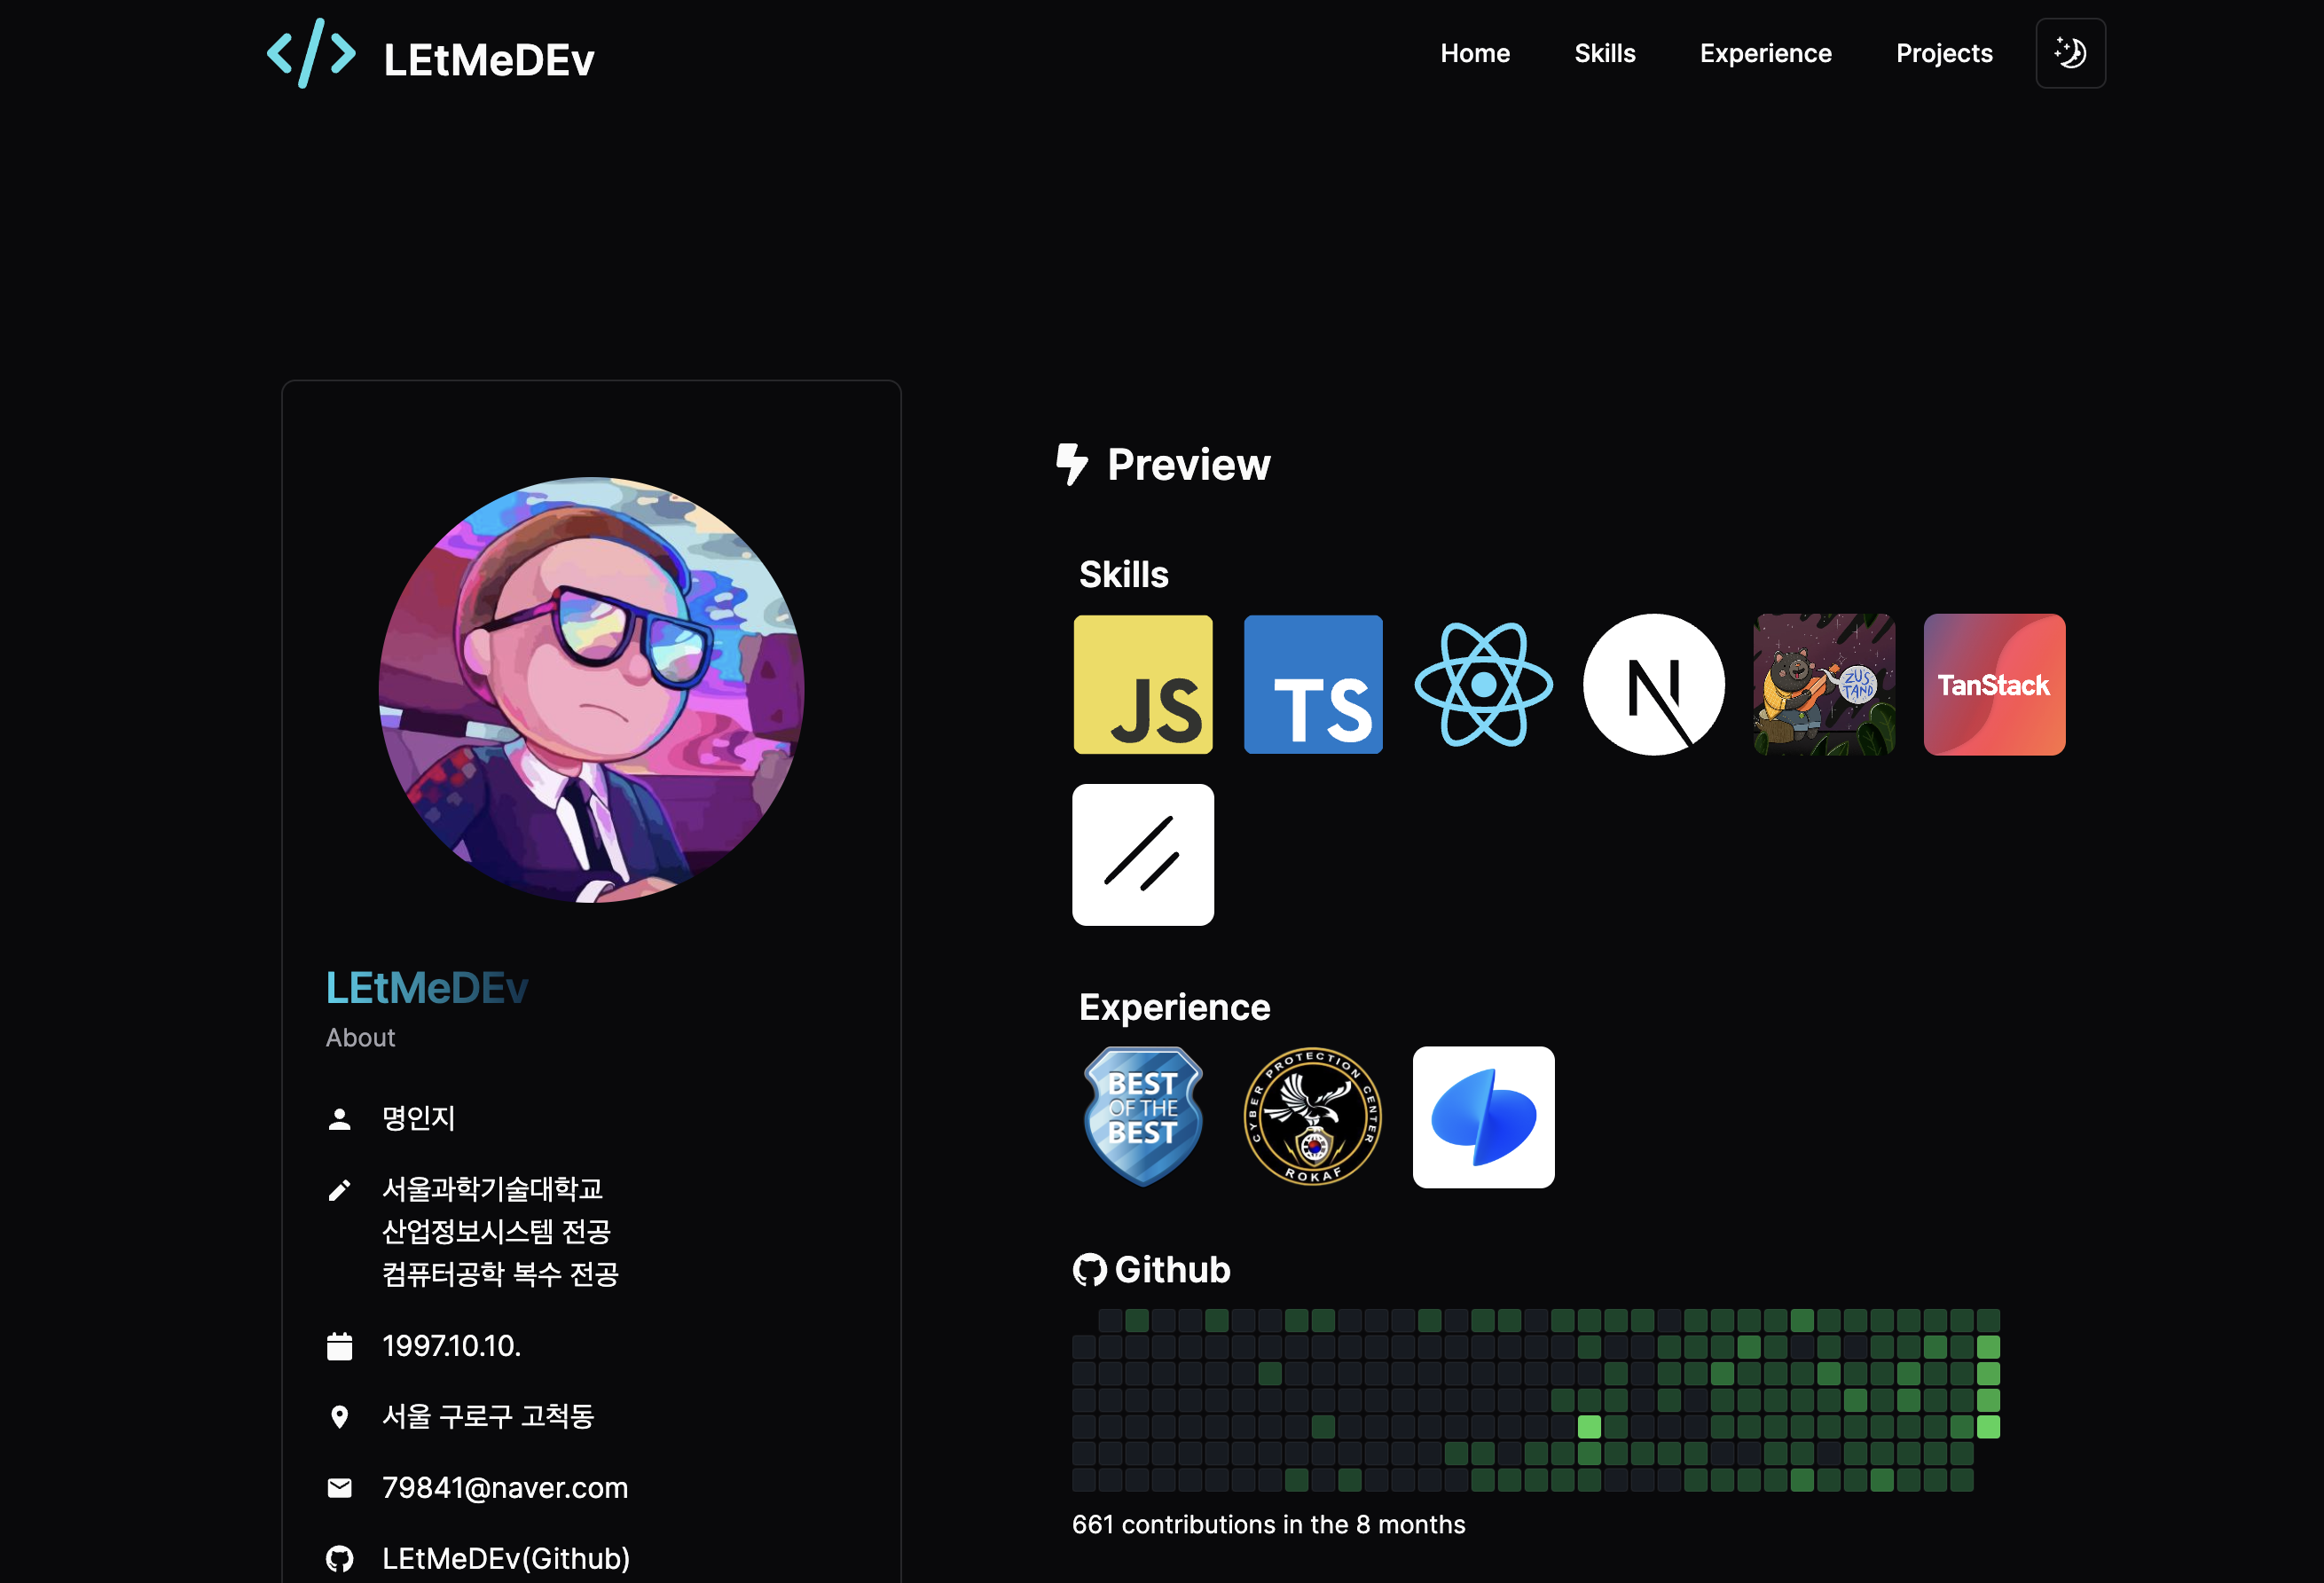 LEtMeDEv
Home
Skills
Experience
Projects
LEtMeDEv
About
명인지
서울과학기술대학교
산업정보시스템 전공
컴퓨터공학 복수 전공
1997.10.10.
서울 구로구 고척동
79841@naver.com
LEtMeDEv(Github)
Preview
Skills
JS
TS
N
ZUS
TAND
TanStack
Experience
BEST
OF THE
BEST
CYBER PROTECTION CENTER
ROKAF
Github
661 contributions in the 8 months